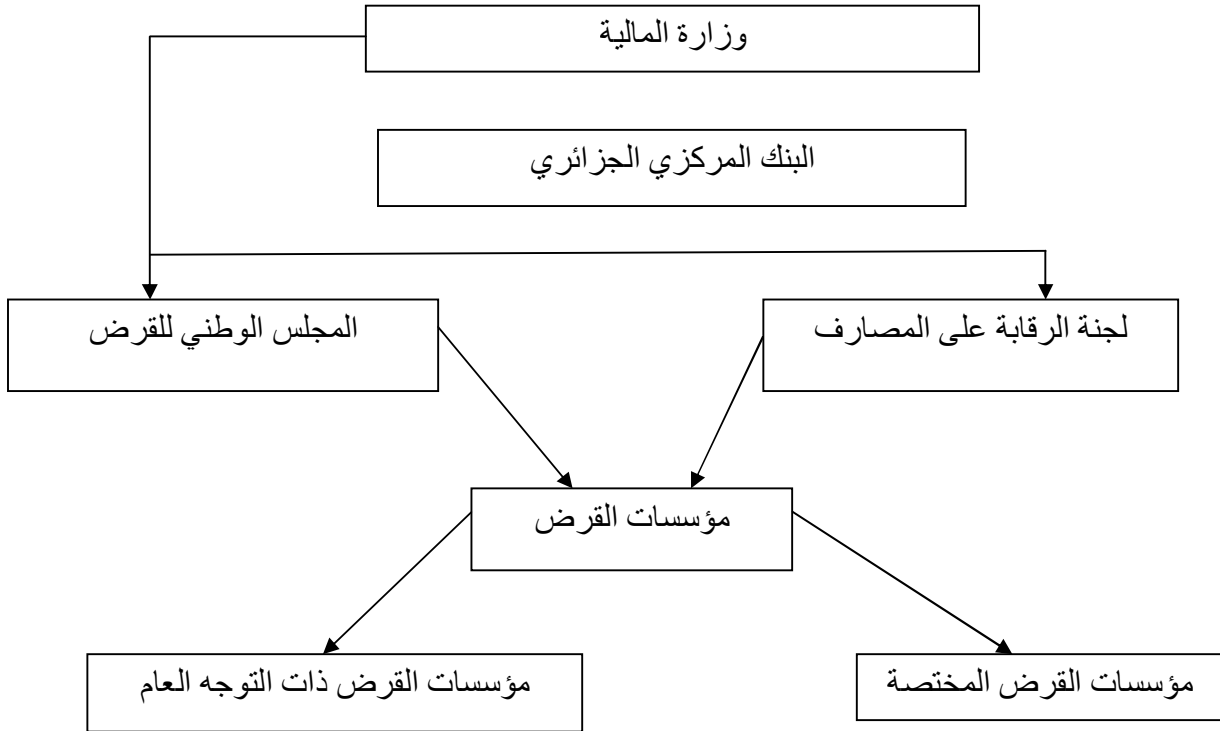 وزارة المالية
البنك المركزي الجزائري
لجنة الرقابة على المصارف
المجلس الوطني للقرض
مؤسسات القرض
مؤسسات القرض المختصة
مؤسسات القرض ذات التوجه العام